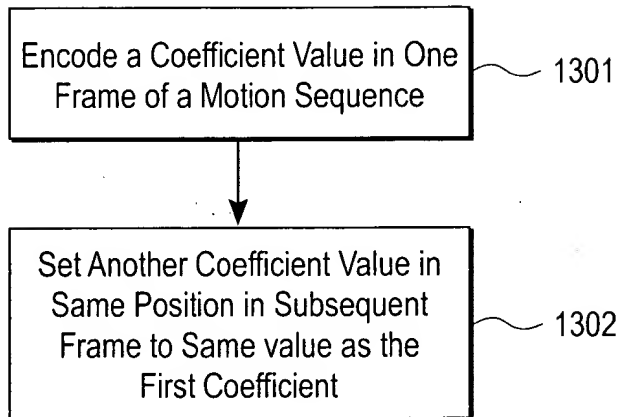 Encode a Coefficient Value in One
Frame of a Motion Sequence
1301
Set Another Coefficient Value in
Same Position in Subsequent
Frame to Same value as the
First Coefficient
1302